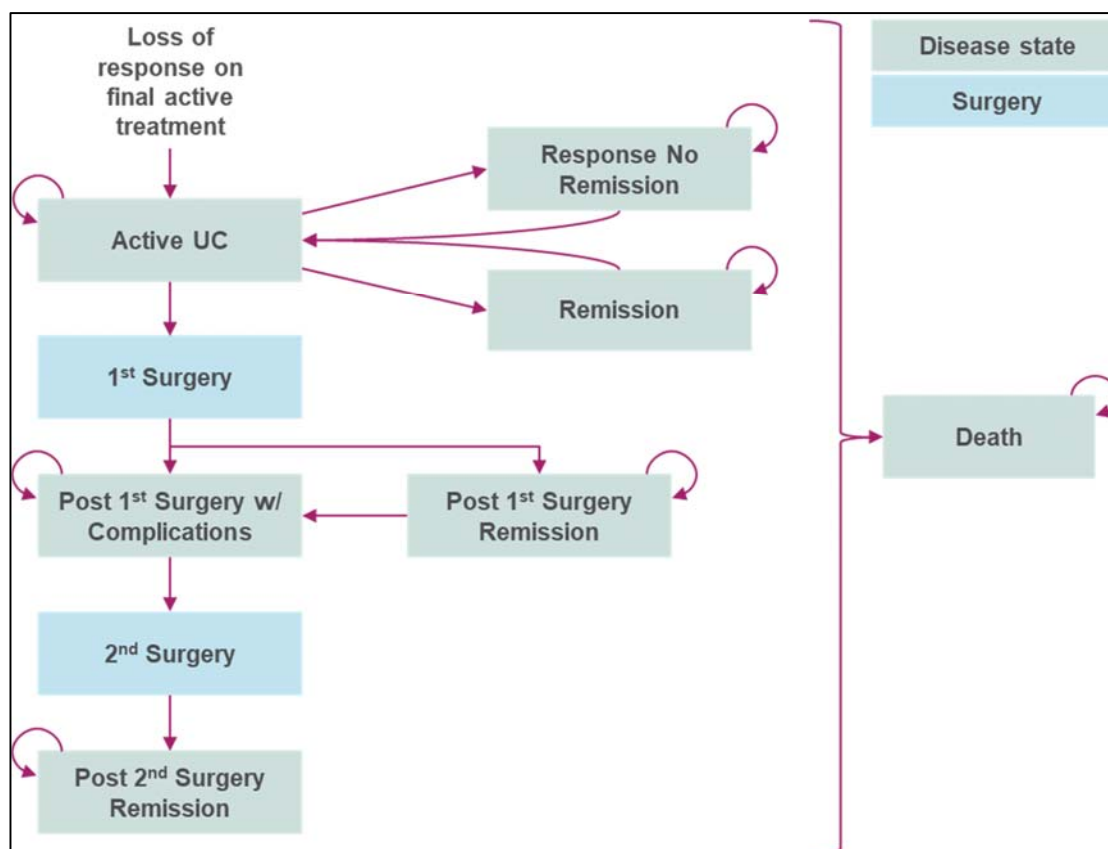 Loss of
response on
final active
treatment
Disease state
Surgery
Response No
Remission
Active UC
Remission
1st Surgery
Death
Post 1st Surgery w/
Complications
Post 1st Surgery
Remission
2nd Surgery
Post 2nd Surgery
Remission